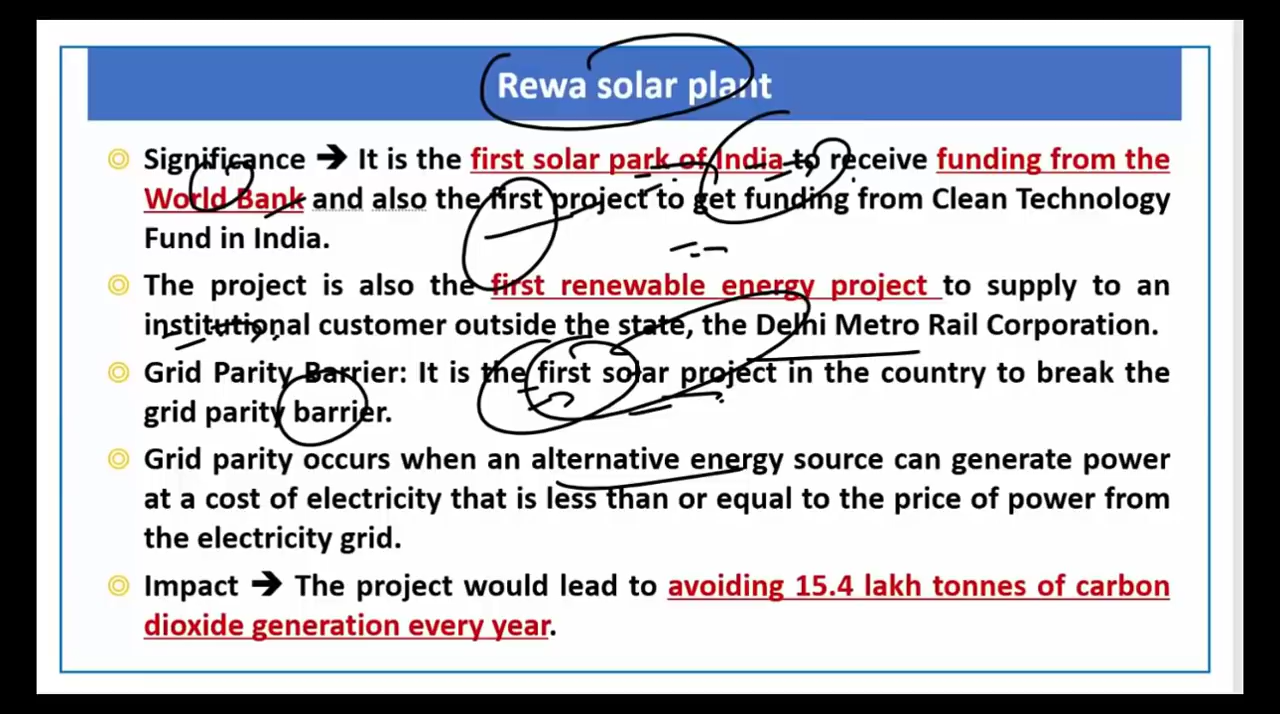 Rewa solar plant
Significance ➔ It is the first solar park of India to receive funding from the
World Bank and also the first project to get funding from Clean Technology
Fund in India.
The project is also the first renewable energy project to supply to an
institutional customer outside the state, the Delhi Metro Rail Corporation.
Grid Parity Barrier: It is the first solar project in the country to break the
grid parity barrier.
Grid parity occurs when an alternative energy source can generate power
at a cost of electricity that is less than or equal to the price of power from
the electricity grid.
Impact ➔ The project would lead to avoiding 15.4 lakh tonnes of carbon
dioxide generation every year.